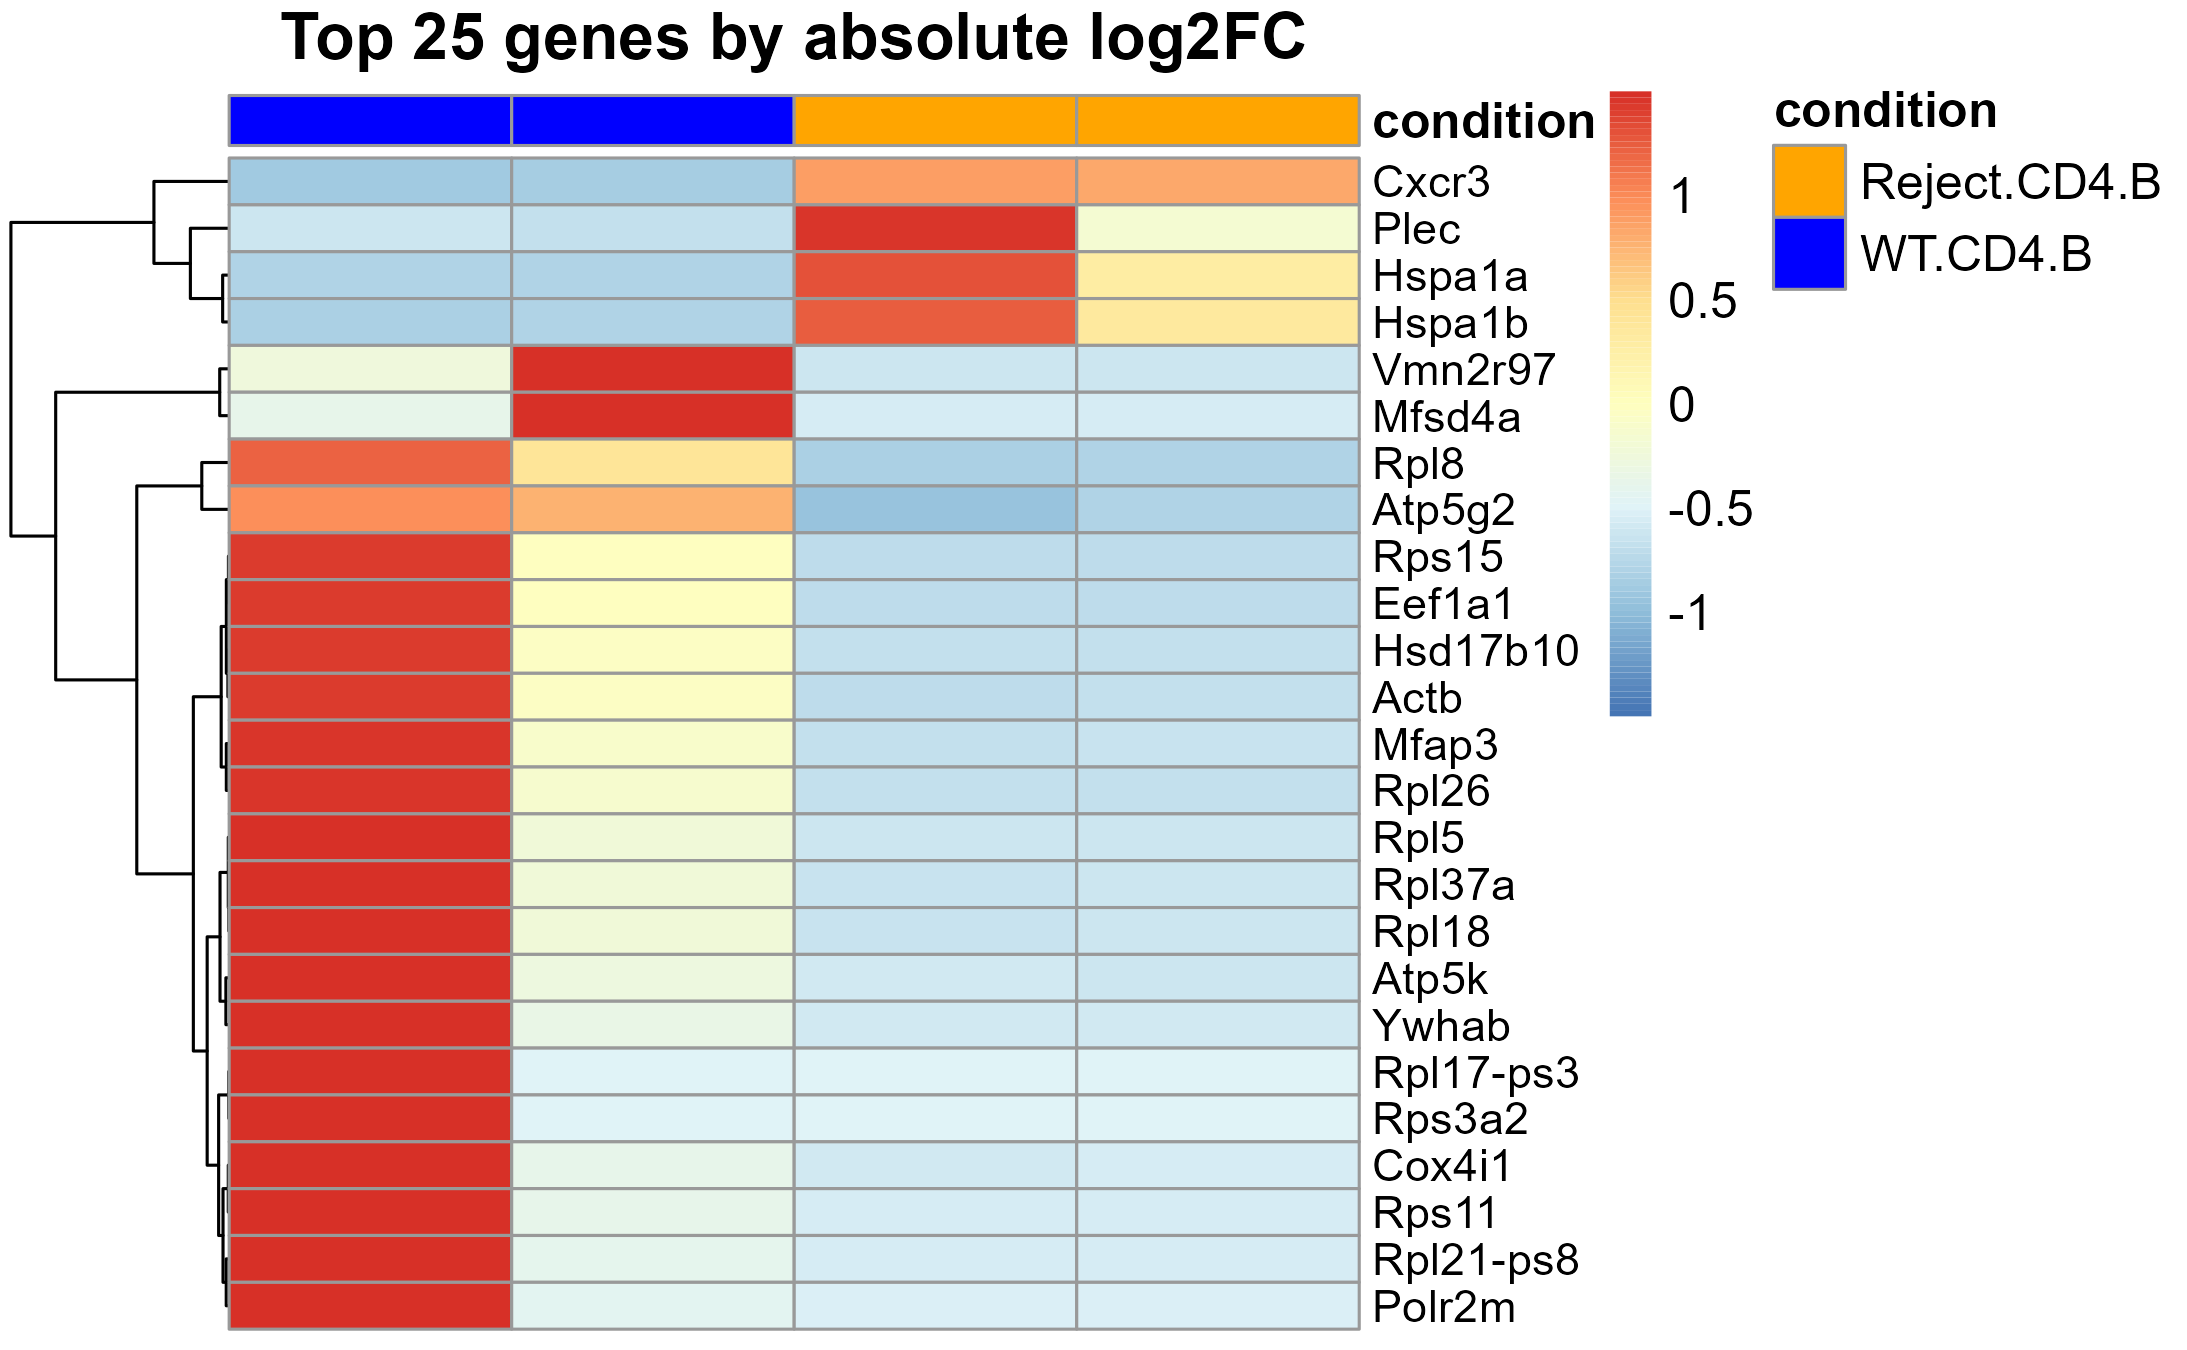 Top 25 genes by absolute log2FC
condition
Cxcr3
Plec
Hspa1a
Hspa1b
Vmn2r97
Mfsd4a
Rpl8
Atp5g2
Rps15
Eef1a1
Hsd17b10
Actb
Mfap3
Rpl26
Rpl5
Rpl37a
Rpl18
Atp5k
Ywhab
Rpl17-ps3
Rps3a2
Cox4i1
Rps11
Rpl21-ps8
Polr2m
1
0.5
0
-0.5
-1
condition
Reject.CD4.B
WT.CD4.B